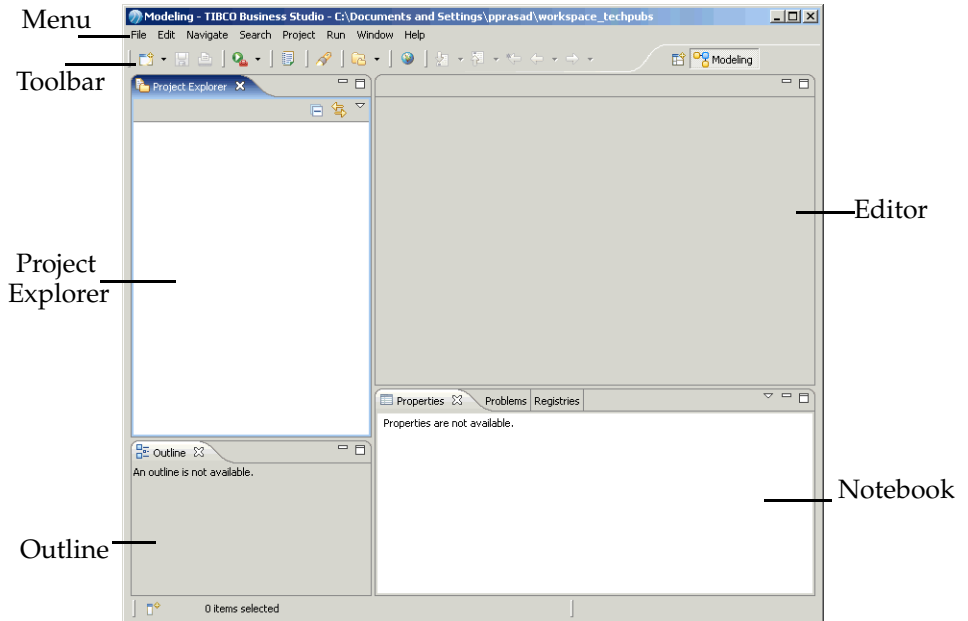 Modeling - TIBCO Business Studio - C:\Documents and Settings\pprasad\workspace_techpubs
Menu
File Edit Navigate Search Project Run Window Help
Toolbar
Modeling
Project Explorer
Editor
Project
Explorer
Properties Problems Registries
Properties are not available.
Outline
An outline is not available.
Notebook
Outline
0 items selected